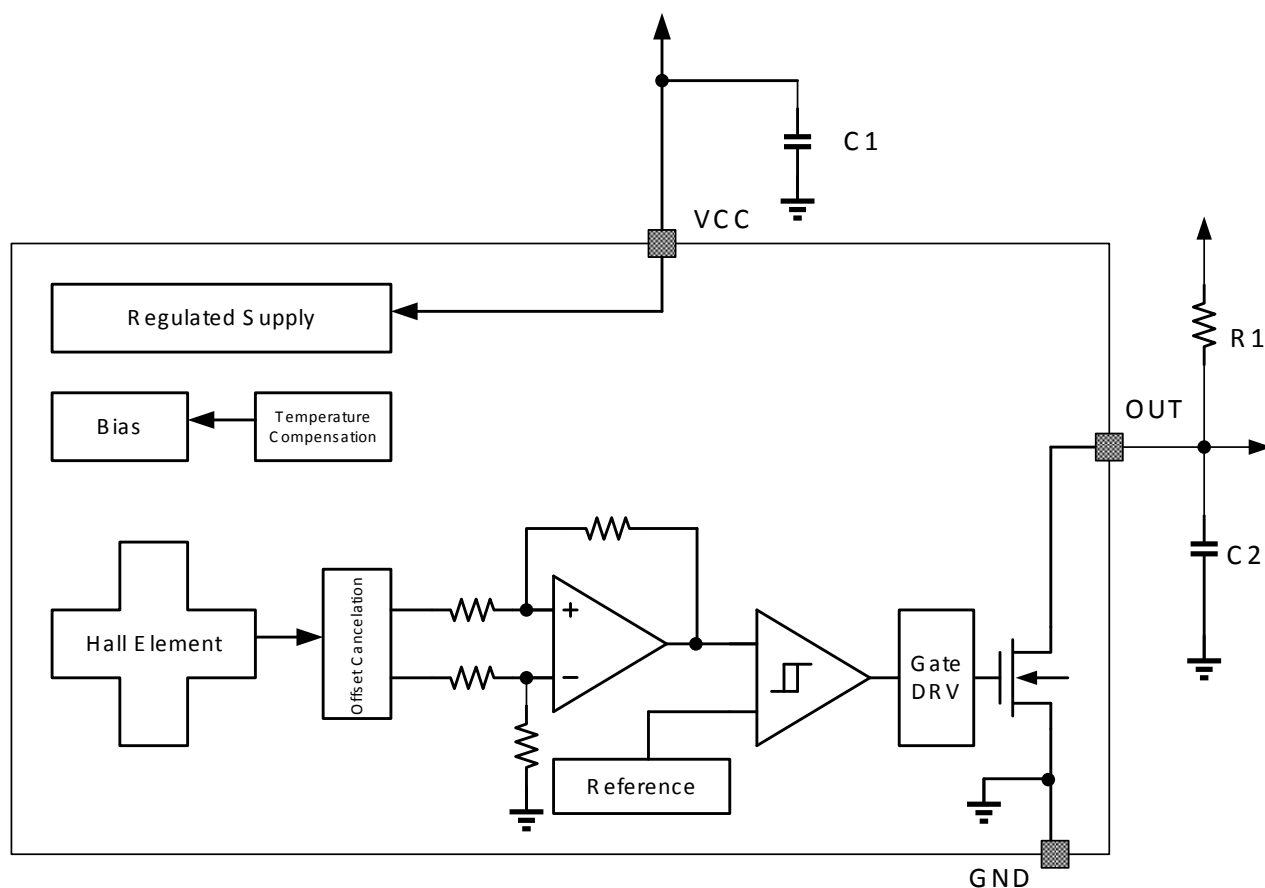 C1
VCC
Regulated Supply
R1
OUT
Bias
Temperature
Compensation
C2
Hall Element
Offset Cancelation
+
−
Gate
DRV
Reference
GND